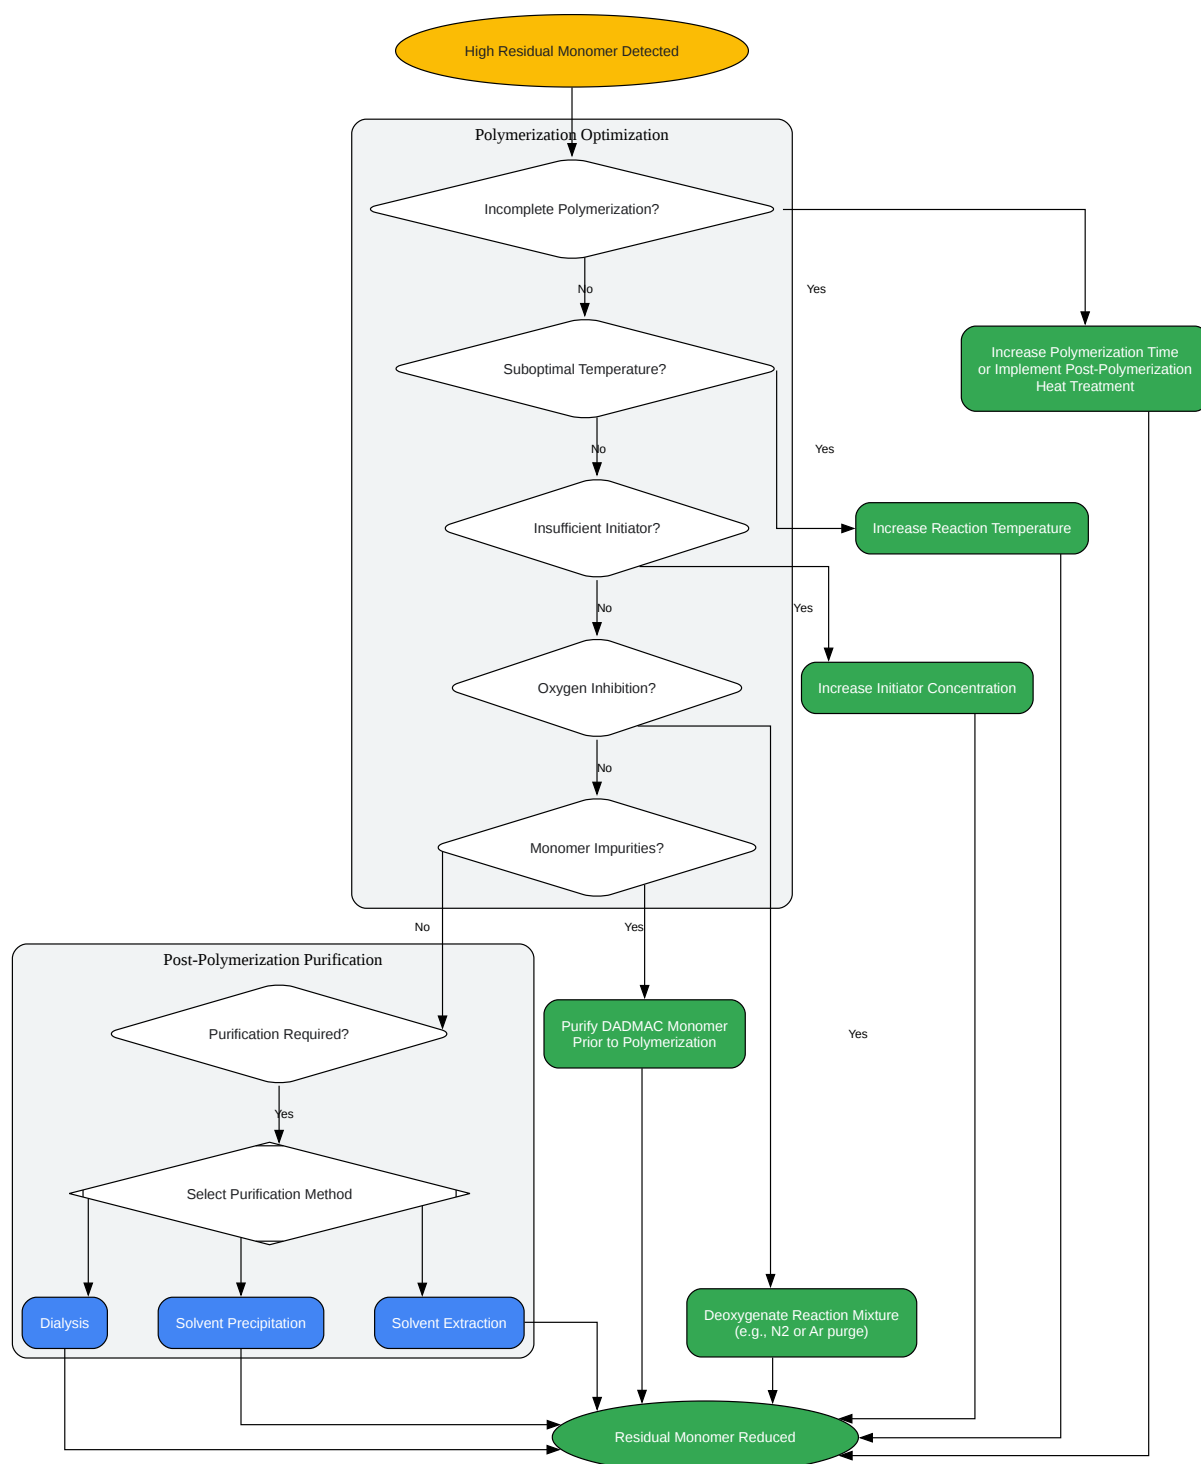 High Residual Monomer Detected
Polymerization Optimization
Incomplete Polymerization?
No
Yes
Increase Polymerization Time
or Implement Post-Polymerization
Heat Treatment
Suboptimal Temperature?
No
Yes
Insufficient Initiator?
Increase Reaction Temperature
No
Yes
Oxygen Inhibition?
Increase Initiator Concentration
No
Monomer Impurities?
No
Yes
Post-Polymerization Purification
Purification Required?
Purify DADMAC Monomer
Prior to Polymerization
Yes
Yes
Select Purification Method
Dialysis
Solvent Precipitation
Solvent Extraction
Deoxygenate Reaction Mixture
(e.g., N2 or Ar purge)
Residual Monomer Reduced